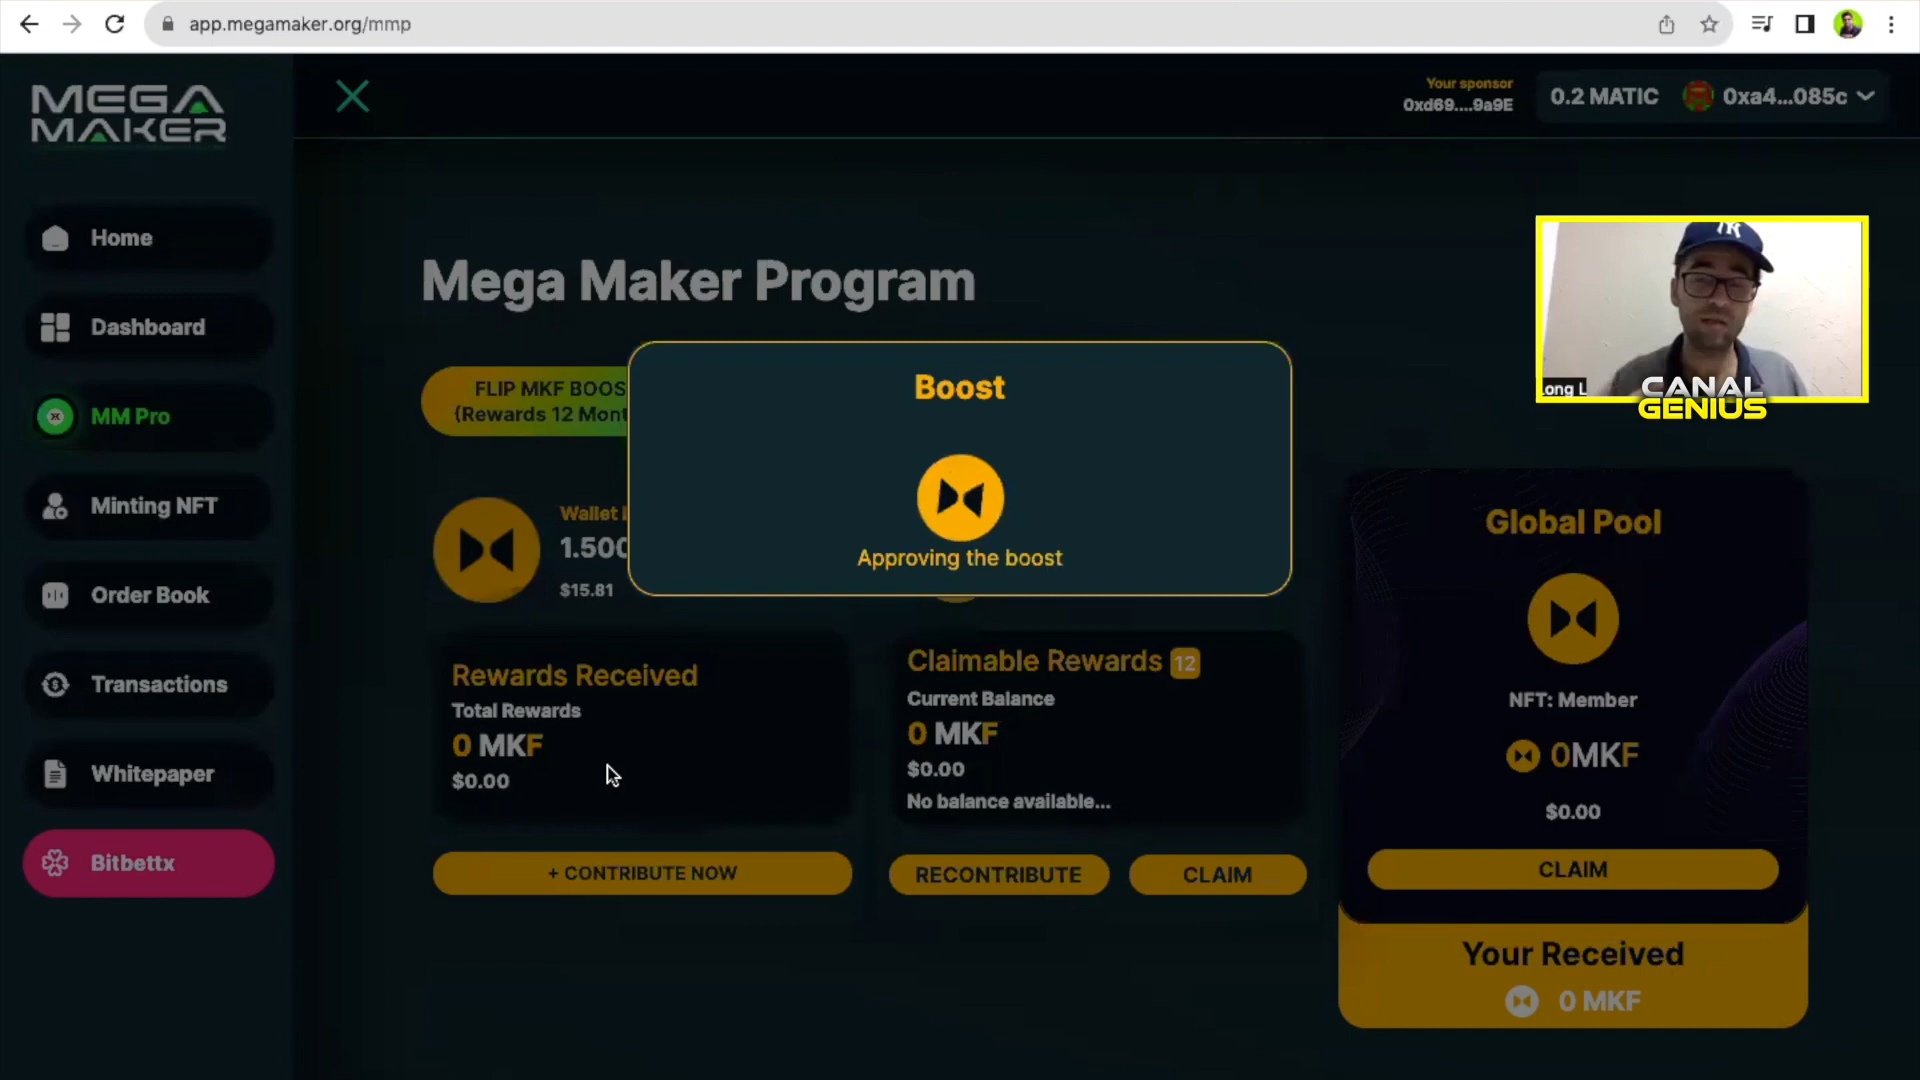 app.megamaker.org/mmp
MEGA
MAKER
Your sponsor
0xd69....9a9E
0.2 MATIC
0xa4...085c
Home
Dashboard
MM Pro
Minting NFT
Order Book
Transactions
Whitepaper
Bitbettx
Mega Maker Program
FLIP MKF BOOS
(Rewards 12 Mont
Boost
Approving the boost
Wallet
1.500
$15.81
Rewards Received
Total Rewards
0 MKF
$0.00
+ CONTRIBUTE NOW
Claimable Rewards 12
Current Balance
0 MKF
$0.00
No balance available...
RECONTRIBUTE
CLAIM
ong L
CANAL
GENIUS
Global Pool
NFT: Member
0MKF
$0.00
CLAIM
Your Received
0 MKF